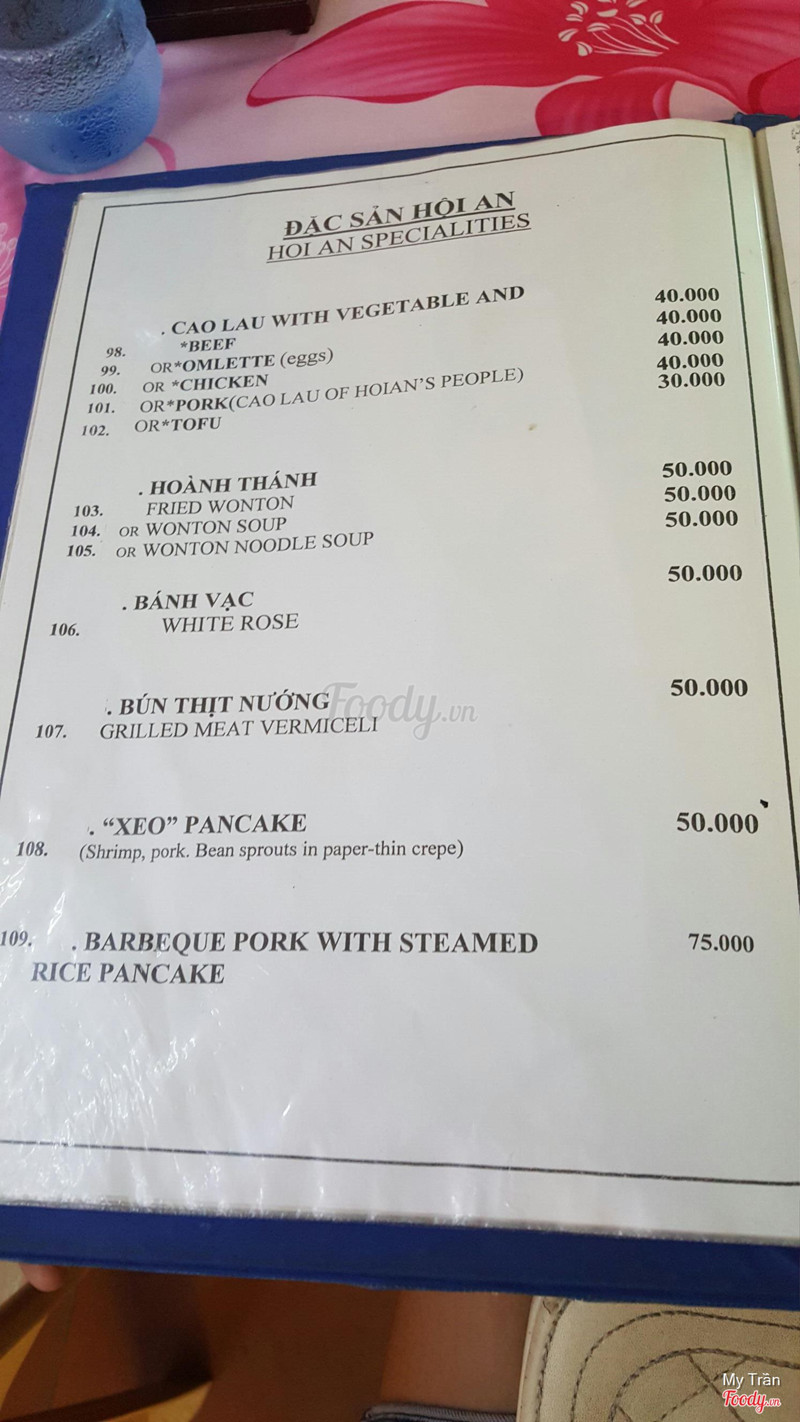 ĐẶC SẢN HỘI AN
HOI AN SPECIALITIES
. CAO LAU WITH VEGETABLE AND
98. *BEEF 40.000
99. OR*OMLETTE (eggs) 40.000
100. OR *CHICKEN 40.000
101. OR*PORK(CAO LAU OF HOIAN'S PEOPLE) 40.000
102. OR*TOFU 30.000
. HOÀNH THÁNH
103. FRIED WONTON 50.000
104. OR WONTON SOUP 50.000
105. OR WONTON NOODLE SOUP 50.000
. BÁNH VẠC 50.000
106. WHITE ROSE
. BÚN THỊT NƯỚNG 50.000
107. GRILLED MEAT VERMICELI
. "XEO" PANCAKE 50.000
108. (Shrimp, pork. Bean sprouts in paper-thin crepe)
109. . BARBEQUE PORK WITH STEAMED 75.000
RICE PANCAKE
Foody.vn
My Trần
Foody.vn